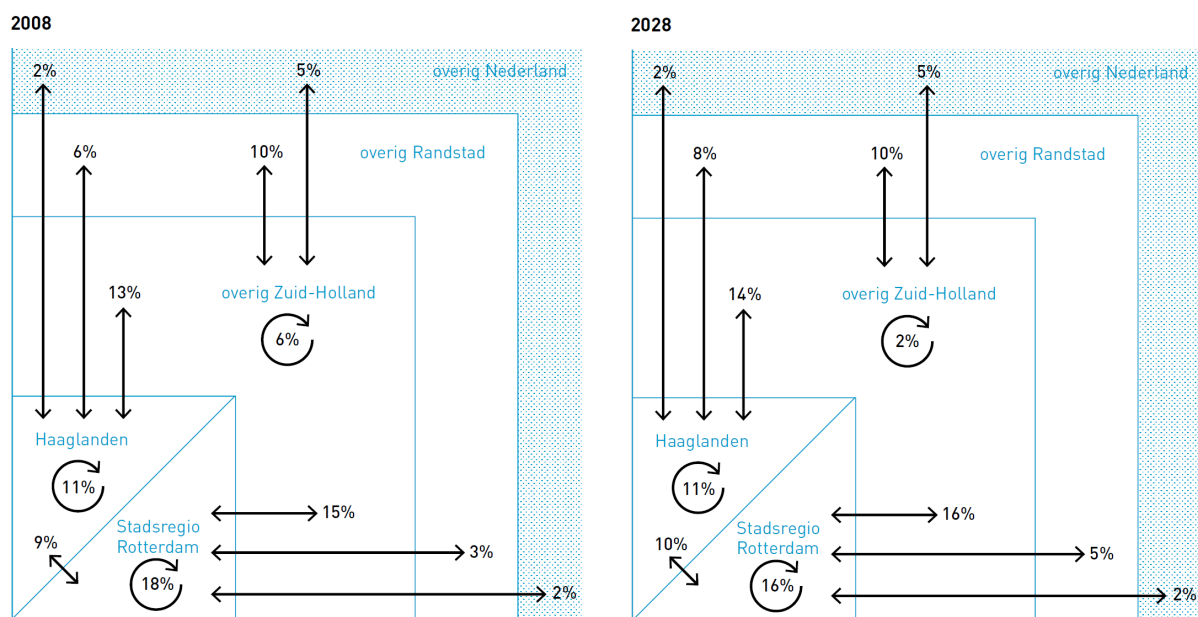 2008
2%
5%
overig Nederland
6%
10%
overig Randstad
13%
overig Zuid-Holland
6%
Haaglanden
11%
15%
Stadsregio
Rotterdam
9%
3%
18%
2%
2028
2%
5%
overig Nederland
8%
10%
overig Randstad
14%
overig Zuid-Holland
2%
Haaglanden
11%
16%
Stadsregio
Rotterdam
10%
5%
16%
2%